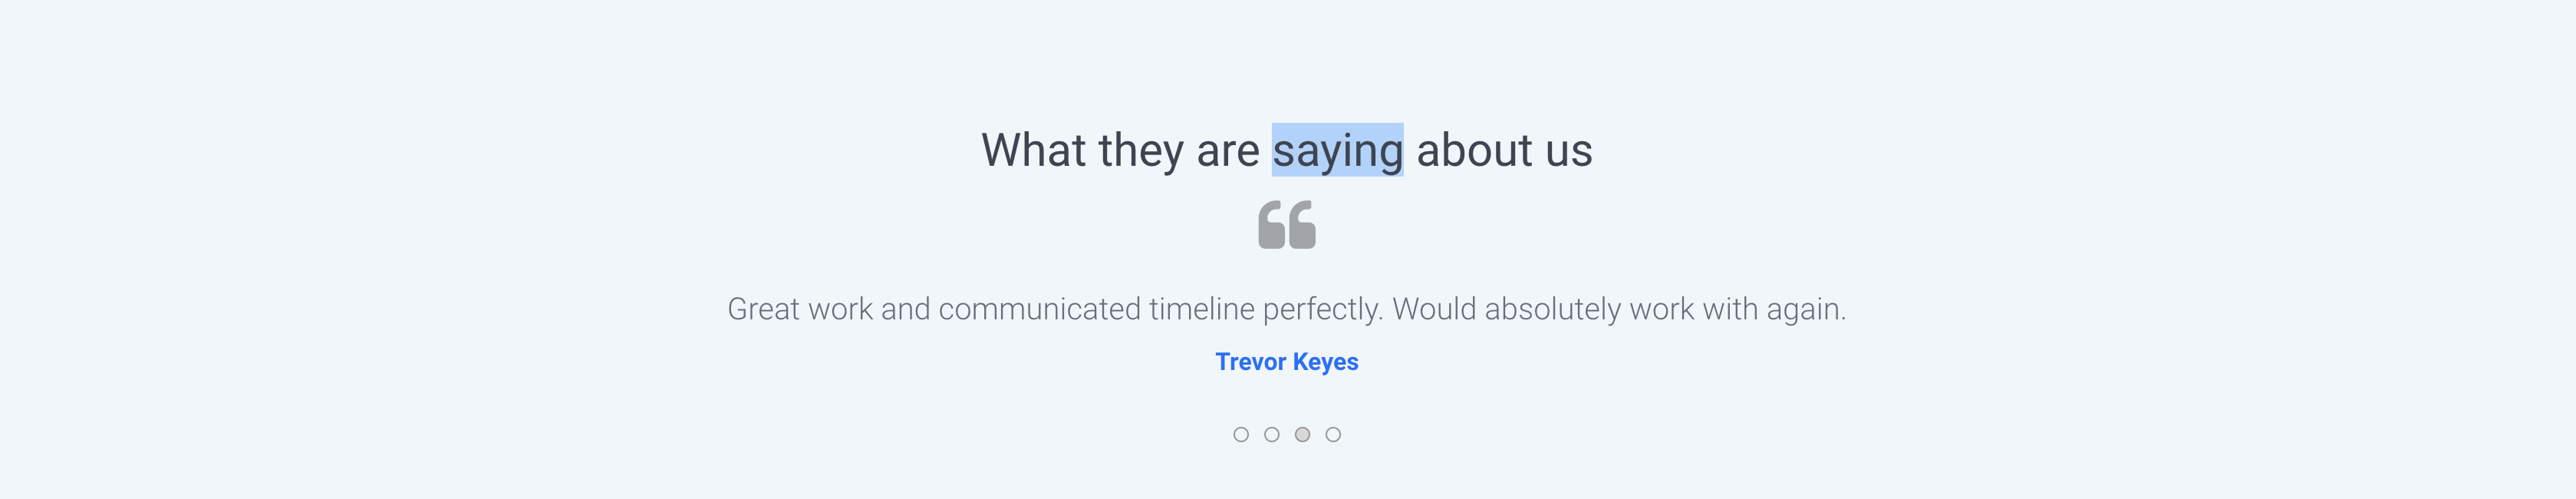 What they are saying about us
“
Great work and communicated timeline perfectly. Would absolutely work with again.
Trevor Keyes